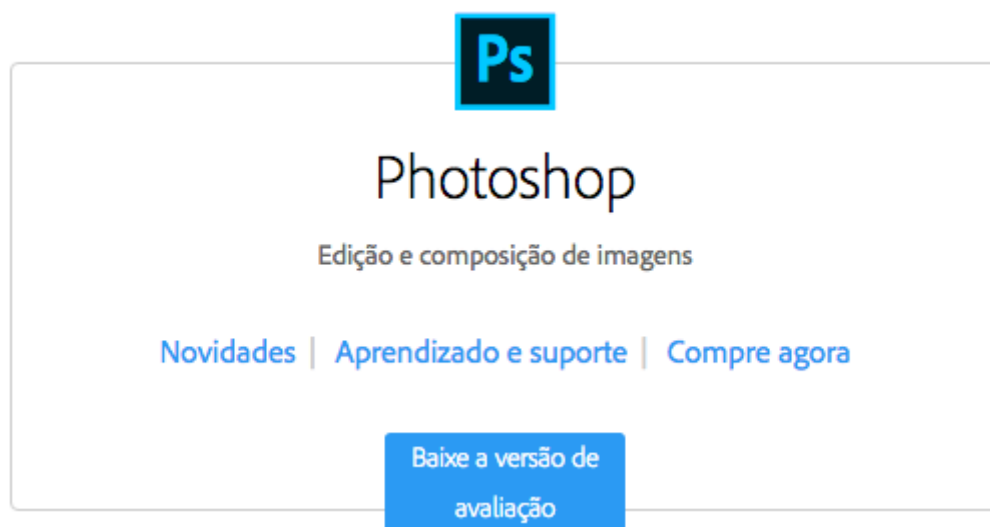 Ps
Photoshop
Edição e composição de imagens
Novidades | Aprendizado e suporte | Compre agora
Baixe a versão de
avaliação